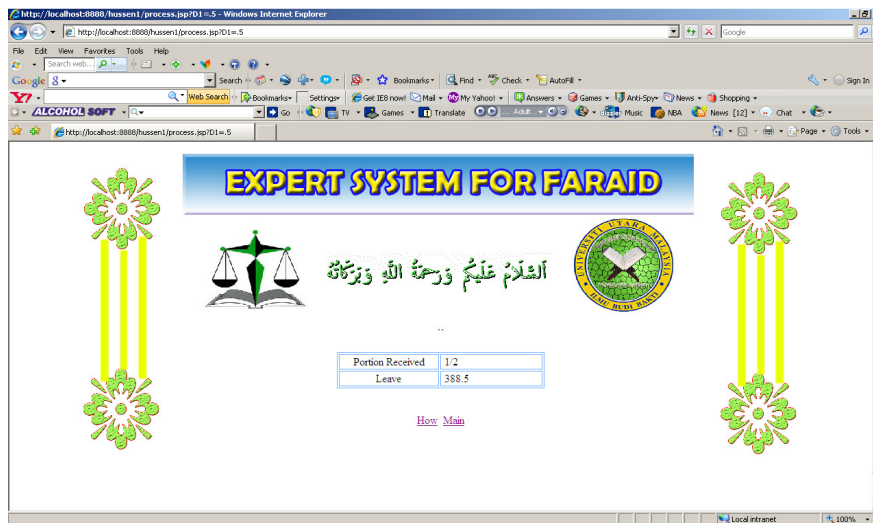 http://localhost:8888/hussen1/process.jsp?D1=.5 - Windows Internet Explorer
http://localhost:8888/hussen1/process.jsp?D1=.5 Google
File Edit View Favorites Tools Help
Search web...
Google Search Bookmarks Find Check AutoFill Sign In
Web Search Bookmarks Settings Get IE8 now! Mail My Yahoo! Answers Games Anti-Spy News Shopping
ALCOHOL SOFT Go TV Games Translate Adult Music NBA News [12] Chat
http://localhost:8888/hussen1/process.jsp?D1=.5 Page Tools
EXPERT SYSTEM FOR FARAID
UNIVERSITI UTARA MALAYSIA
السَّلَامُ عَلَيْكُمْ وَرَحْمَةُ اللَّهِ وَبَرَكَاتُهُ
ILMU BUDI BAKTI
..
Portion Received 1/2
Leave 388.5
How Main
Local intranet 100%